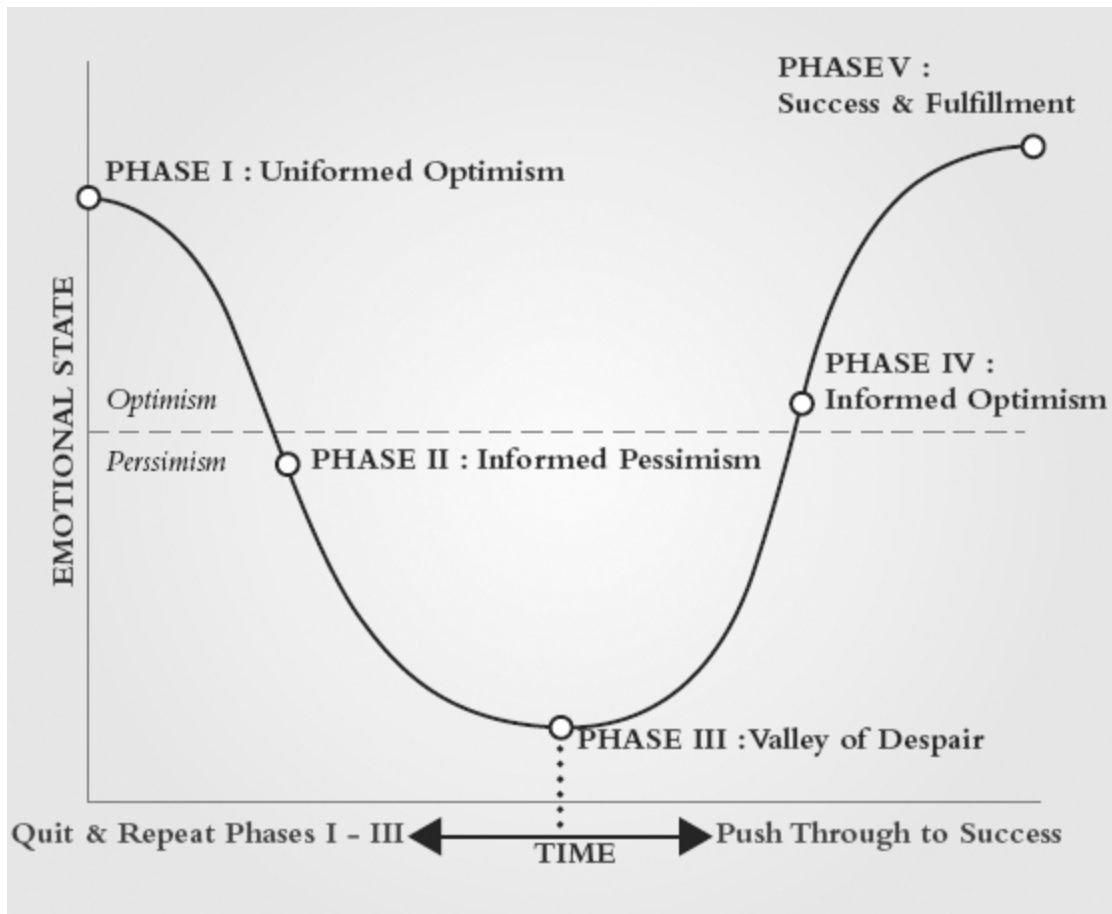 PHASE V :
Success & Fulfillment
PHASE I : Uniformed Optimism
EMOTIONAL STATE
PHASE IV :
Informed Optimism
Optimism
Perssimism
PHASE II : Informed Pessimism
PHASE III : Valley of Despair
Quit & Repeat Phases I - III
TIME
Push Through to Success